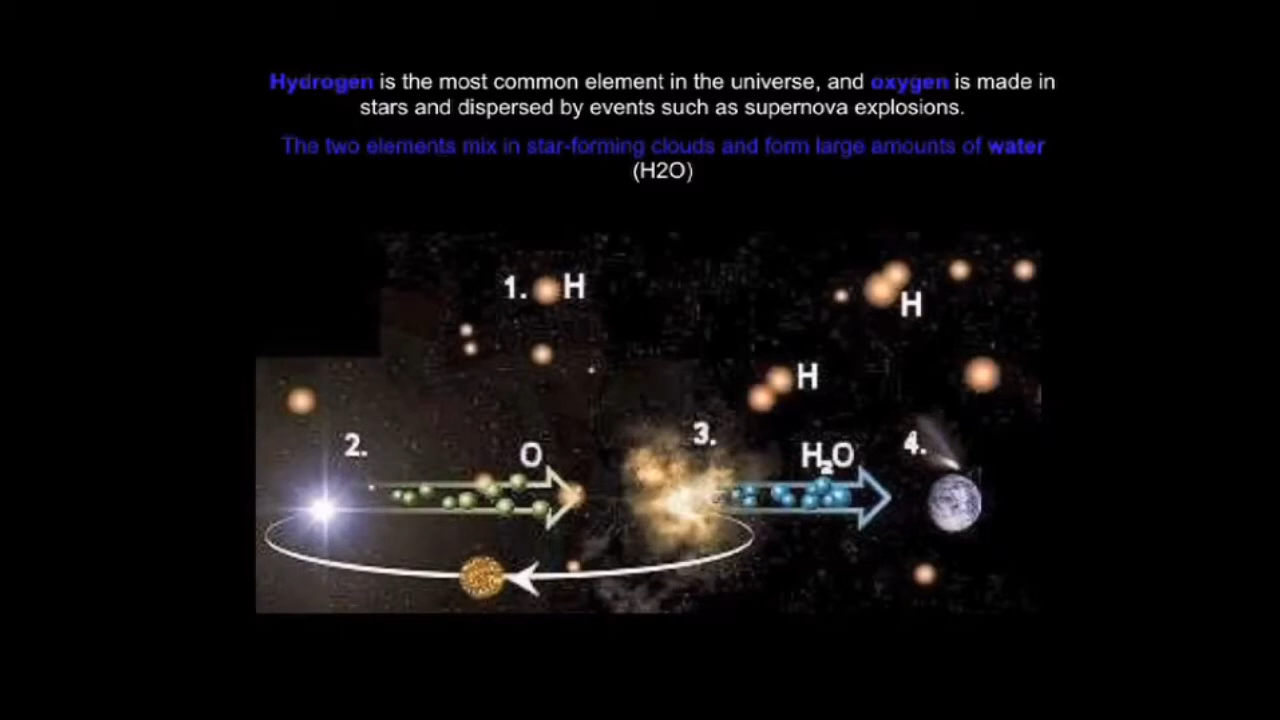 Hydrogen is the most common element in the universe, and oxygen is made in
stars and dispersed by events such as supernova explosions.
The two elements mix in star-forming clouds and form large amounts of water
(H2O)
1. H
H
H
2.
O
3.
H₂O
4.